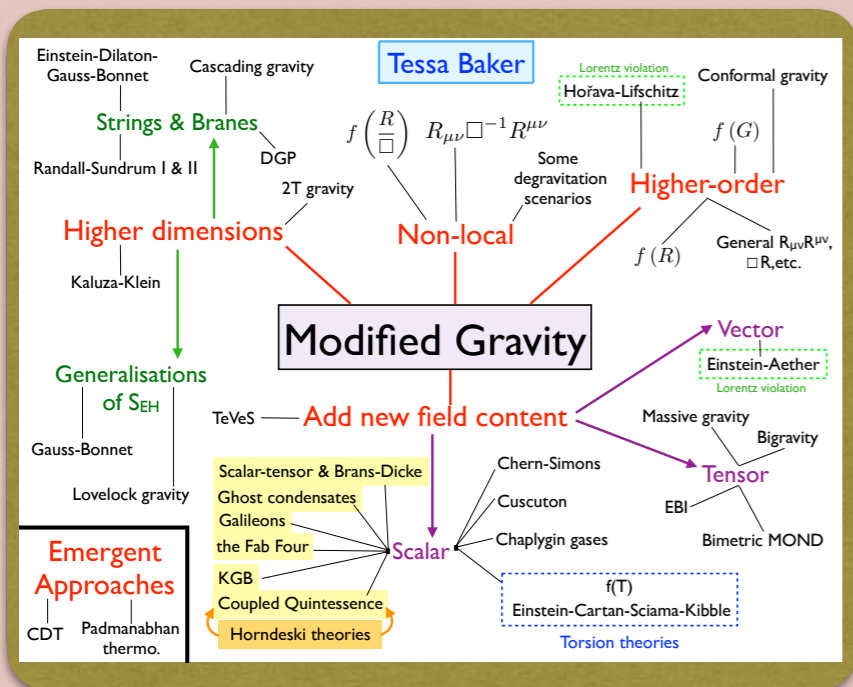 Tessa Baker
Einstein-Dilaton-
Gauss-Bonnet
Cascading gravity
Strings & Branes
Randall-Sundrum I & II
DGP
2T gravity
Higher dimensions
Kaluza-Klein
Generalisations
of S_EH
Gauss-Bonnet
Lovelock gravity
f(R/□)
R_μν□⁻¹R^μν
Some
degravitation
scenarios
Non-local
Lorentz violation
Hořava-Lifschitz
Conformal gravity
f(G)
Higher-order
f(R)
General R_μνR^μν,
□R,etc.
Modified Gravity
Vector
Einstein-Aether
Lorentz violation
TeVeS
Add new field content
Massive gravity
Bigravity
Tensor
EBI
Bimetric MOND
Scalar-tensor & Brans-Dicke
Ghost condensates
Galileons
the Fab Four
KGB
Coupled Quintessence
Horndeski theories
Scalar
Chern-Simons
Cuscuton
Chaplygin gases
f(T)
Einstein-Cartan-Sciama-Kibble
Torsion theories
Emergent
Approaches
CDT
Padmanabhan
thermo.